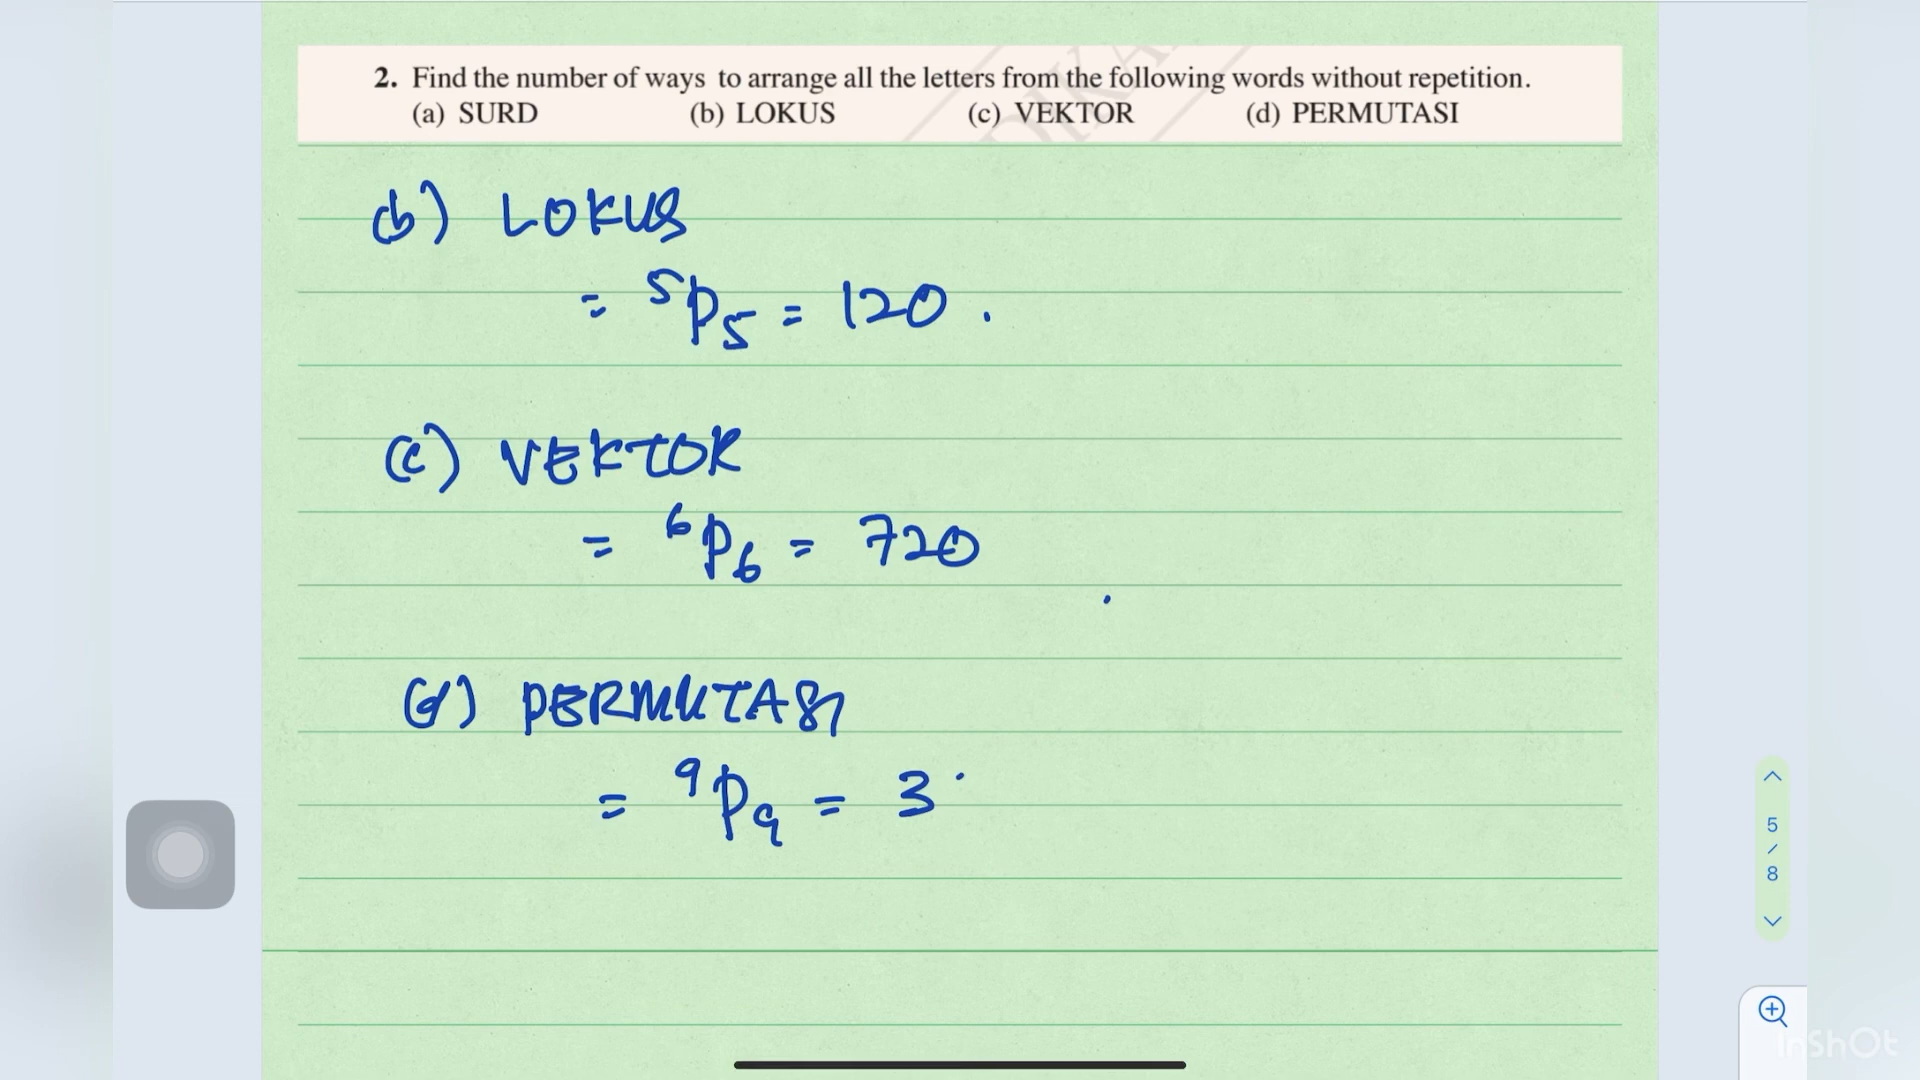 2. Find the number of ways to arrange all the letters from the following words without repetition.
(a) SURD (b) LOKUS (c) VEKTOR (d) PERMUTASI
(b) LOKUS
= ⁵P₅ = 120 .
(c) VEKTOR
= ⁶P₆ = 720
(d) PERMUTASI
= ⁹P₉ = 3
5
/
8
InShOt